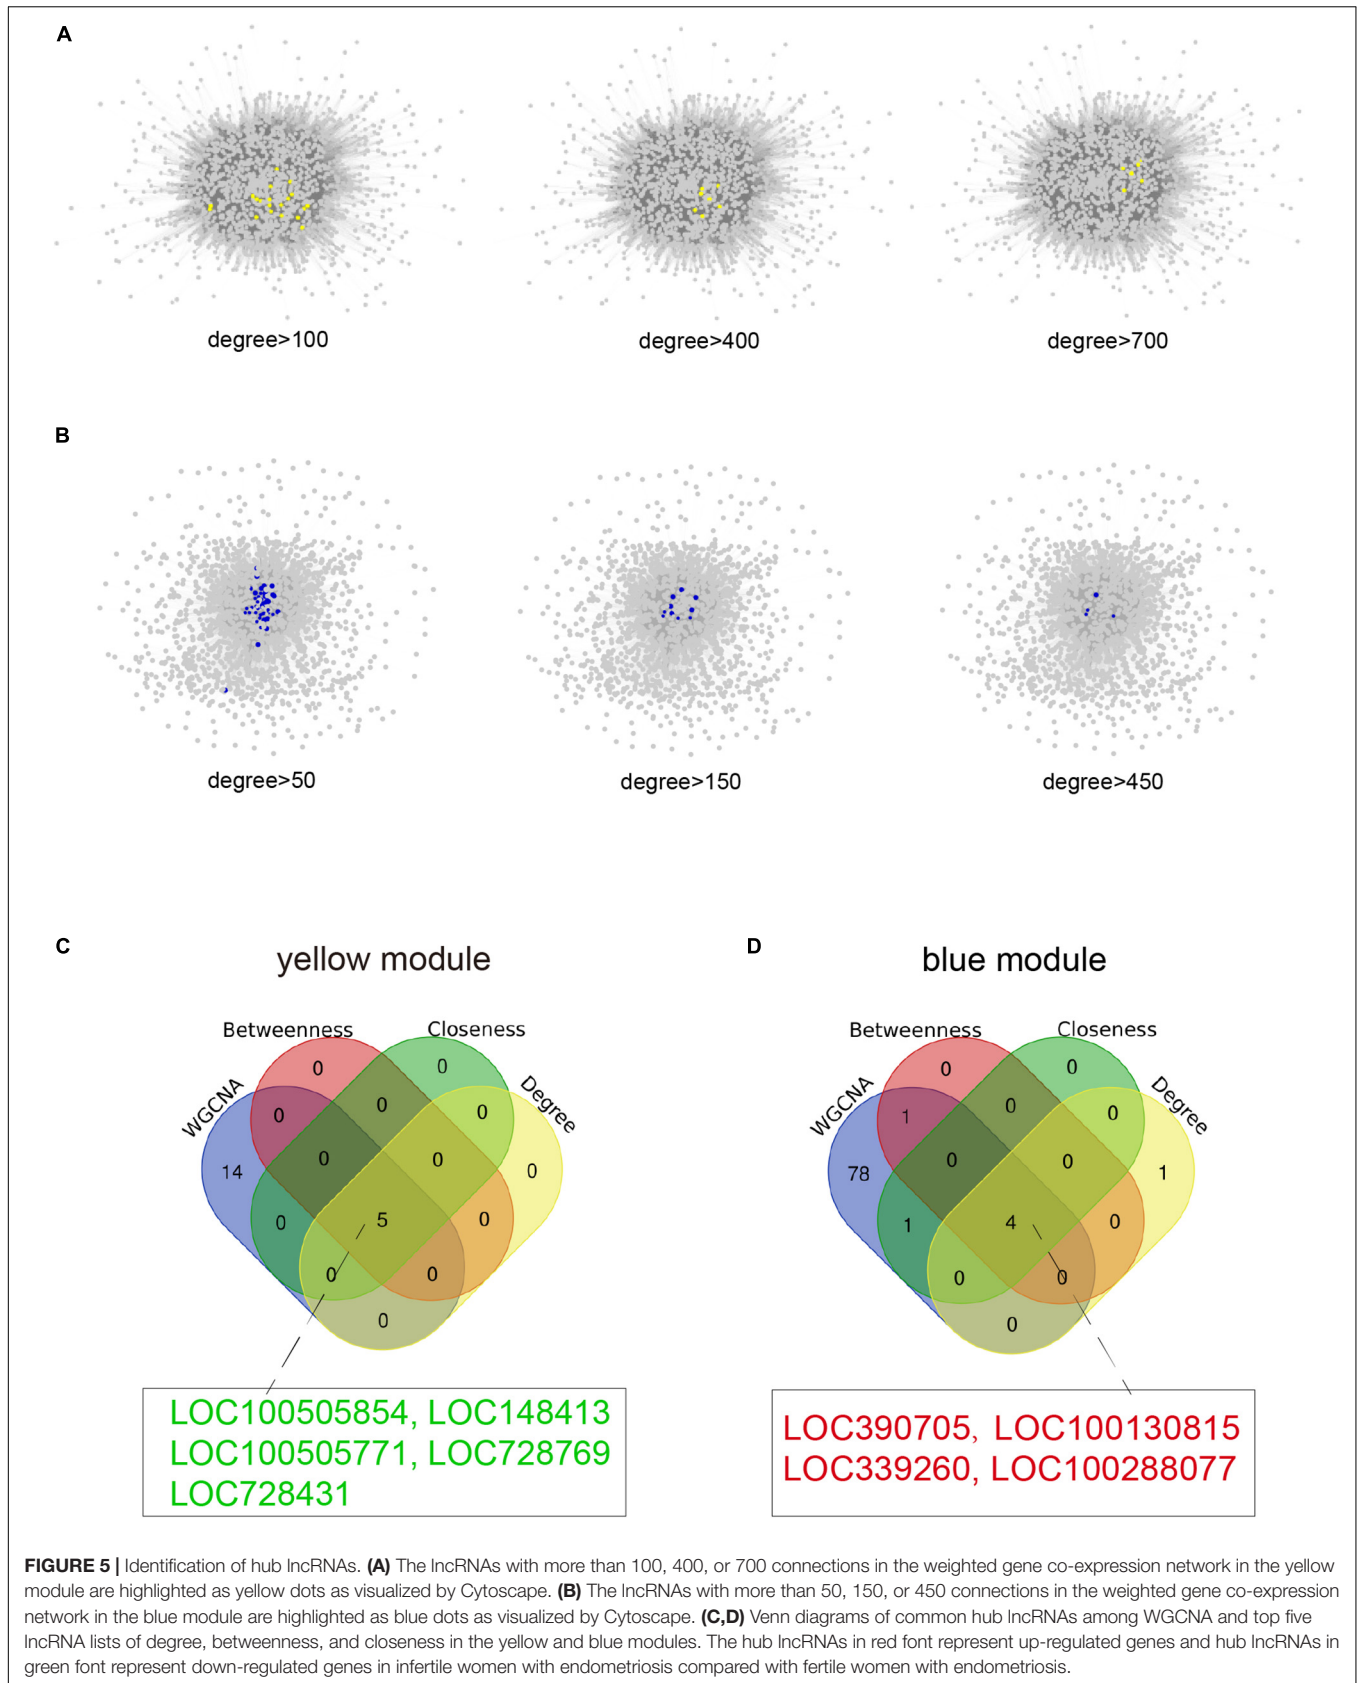 A
degree>100
degree>400
degree>700
B
degree>50
degree>150
degree>450
C
yellow module
Betweenness
Closeness
WGCNA
Degree
0
0
0
0
0
14
0
0
0
0
5
0
0
0
0
LOC100505854, LOC148413
LOC100505771, LOC728769
LOC728431
D
blue module
Betweenness
Closeness
WGCNA
Degree
0
0
1
0
0
78
0
0
1
1
4
0
0
0
0
LOC390705, LOC100130815
LOC339260, LOC100288077
FIGURE 5 | Identification of hub lncRNAs. (A) The lncRNAs with more than 100, 400, or 700 connections in the weighted gene co-expression network in the yellow
module are highlighted as yellow dots as visualized by Cytoscape. (B) The lncRNAs with more than 50, 150, or 450 connections in the weighted gene co-expression
network in the blue module are highlighted as blue dots as visualized by Cytoscape. (C,D) Venn diagrams of common hub lncRNAs among WGCNA and top five
lncRNA lists of degree, betweenness, and closeness in the yellow and blue modules. The hub lncRNAs in red font represent up-regulated genes and hub lncRNAs in
green font represent down-regulated genes in infertile women with endometriosis compared with fertile women with endometriosis.